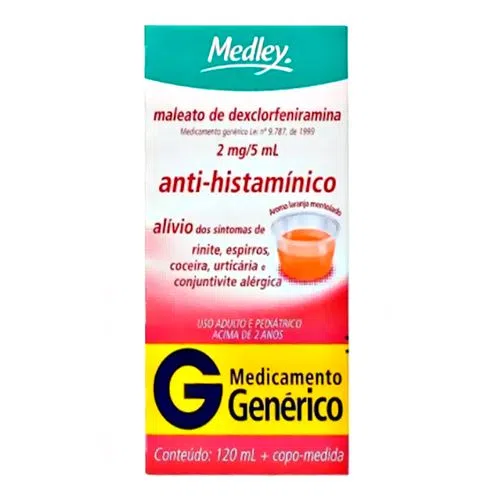 Medley.
maleato de dexclorfeniramina
Medicamento genérico Lei nº 9.787, de 1999
2 mg/5 mL
anti-histamínico
Aroma laranja mentolado
alívio dos sintomas de
rinite, espirros,
coceira, urticária e
conjuntivite alérgica
USO ADULTO E PEDIÁTRICO
ACIMA DE 2 ANOS
G Medicamento
Genérico
Conteúdo: 120 mL + copo-medida